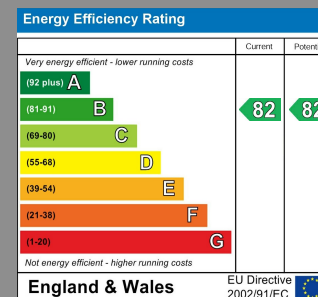 Energy Efficiency Rating
Current
Very energy efficient - lower running costs
(92 plus) A
(81-91) B
82
82
(69-80) C
(55-68) D
(39-54) E
(21-38) F
(1-20) G
Not energy efficient - higher running costs
England & Wales
EU Directive
2002/91/EC